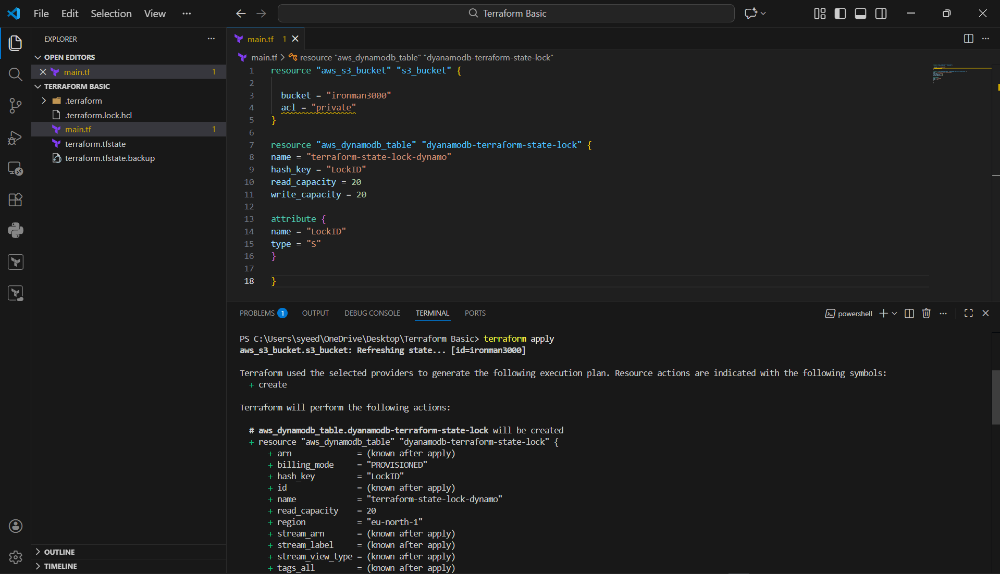 File Edit Selection View ··· Terraform Basic
EXPLORER ···
OPEN EDITORS
main.tf 1
TERRAFORM BASIC
.terraform
.terraform.lock.hcl
main.tf 1
terraform.tfstate
terraform.tfstate.backup
OUTLINE
TIMELINE
main.tf 1
main.tf > resource "aws_dynamodb_table" "dyanamodb-terraform-state-lock"
1 resource "aws_s3_bucket" "s3_bucket" {
2
3 bucket = "ironman3000"
4 acl = "private"
5 }
6
7 resource "aws_dynamodb_table" "dyanamodb-terraform-state-lock" {
8 name = "terraform-state-lock-dynamo"
9 hash_key = "LockID"
10 read_capacity = 20
11 write_capacity = 20
12
13 attribute {
14 name = "LockID"
15 type = "S"
16 }
17
18 }
PROBLEMS 1 OUTPUT DEBUG CONSOLE TERMINAL PORTS powershell
PS C:\Users\syeed\OneDrive\Desktop\Terraform Basic> terraform apply
aws_s3_bucket.s3_bucket: Refreshing state... [id=ironman3000]
Terraform used the selected providers to generate the following execution plan. Resource actions are indicated with the following symbols:
+ create
Terraform will perform the following actions:
# aws_dynamodb_table.dyanamodb-terraform-state-lock will be created
+ resource "aws_dynamodb_table" "dyanamodb-terraform-state-lock" {
+ arn = (known after apply)
+ billing_mode = "PROVISIONED"
+ hash_key = "LockID"
+ id = (known after apply)
+ name = "terraform-state-lock-dynamo"
+ read_capacity = 20
+ region = "eu-north-1"
+ stream_arn = (known after apply)
+ stream_label = (known after apply)
+ stream_view_type = (known after apply)
+ tags_all = (known after apply)